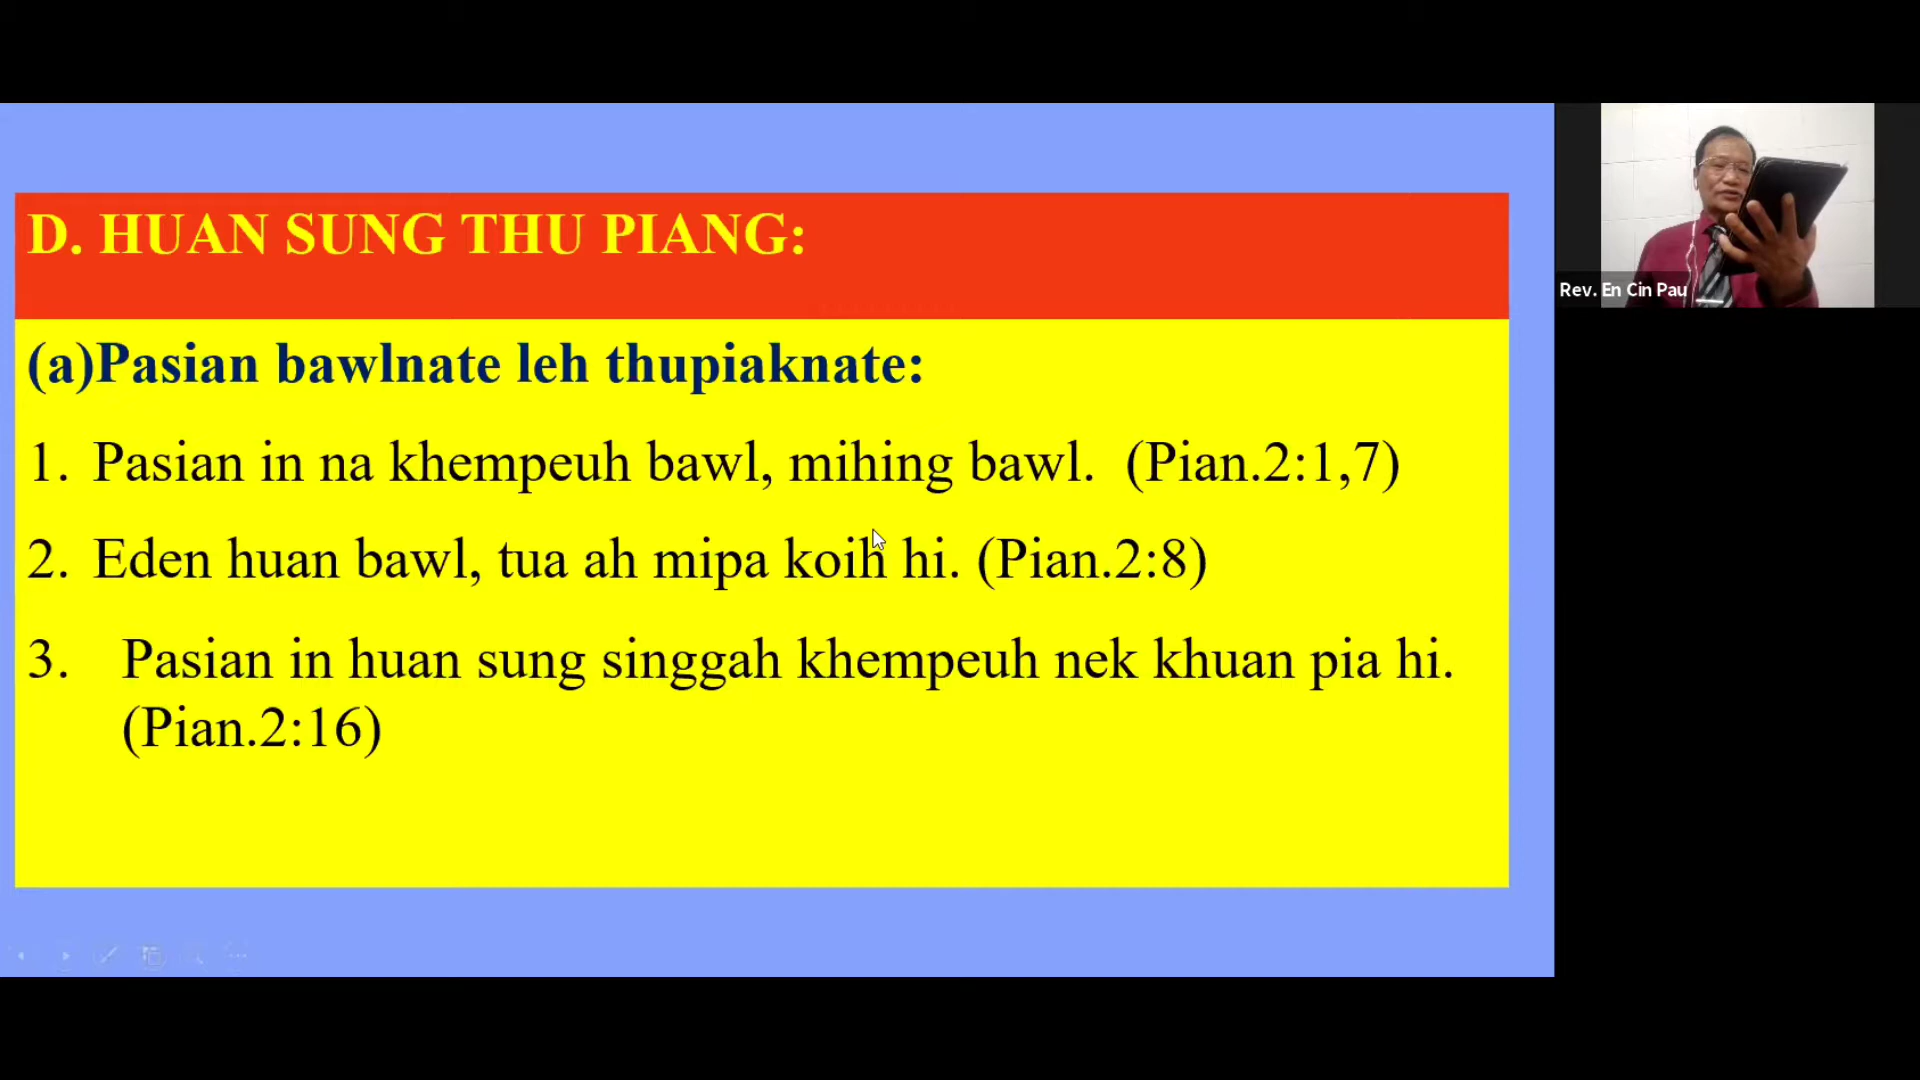 D. HUAN SUNG THU PIANG:
(a)Pasian bawlnate leh thupiaknate:
1. Pasian in na khempeuh bawl, mihing bawl. (Pian.2:1,7)
2. Eden huan bawl, tua ah mipa koih hi. (Pian.2:8)
3. Pasian in huan sung singgah khempeuh nek khuan pia hi.
(Pian.2:16)
Rev. En Cin Pau